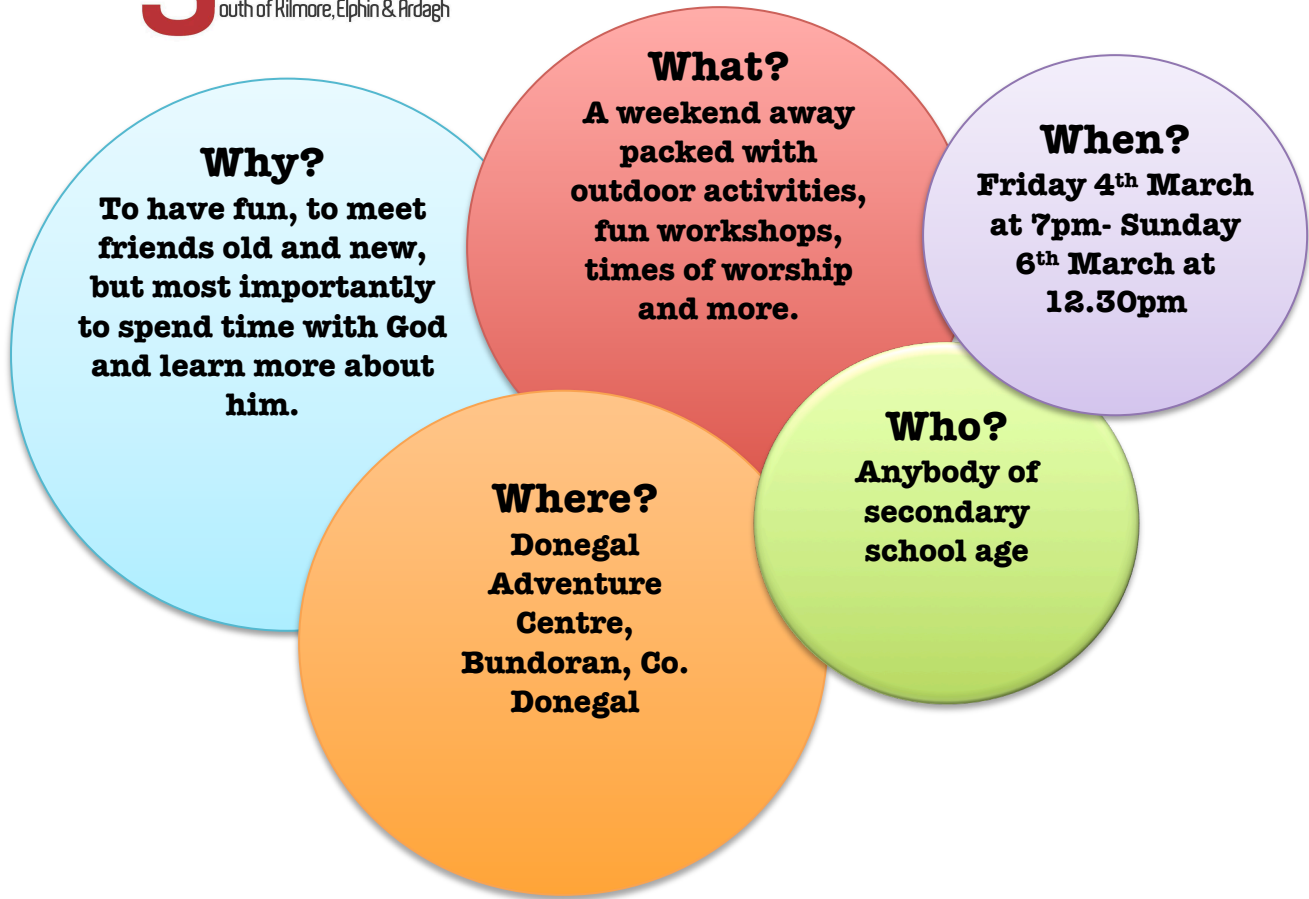 outh of Kilmore, Elphin & Ardagh
Why?
To have fun, to meet
friends old and new,
but most importantly
to spend time with God
and learn more about
him.
What?
A weekend away
packed with
outdoor activities,
fun workshops,
times of worship
and more.
When?
Friday 4th March
at 7pm- Sunday
6th March at
12.30pm
Where?
Donegal
Adventure
Centre,
Bundoran, Co.
Donegal
Who?
Anybody of
secondary
school age